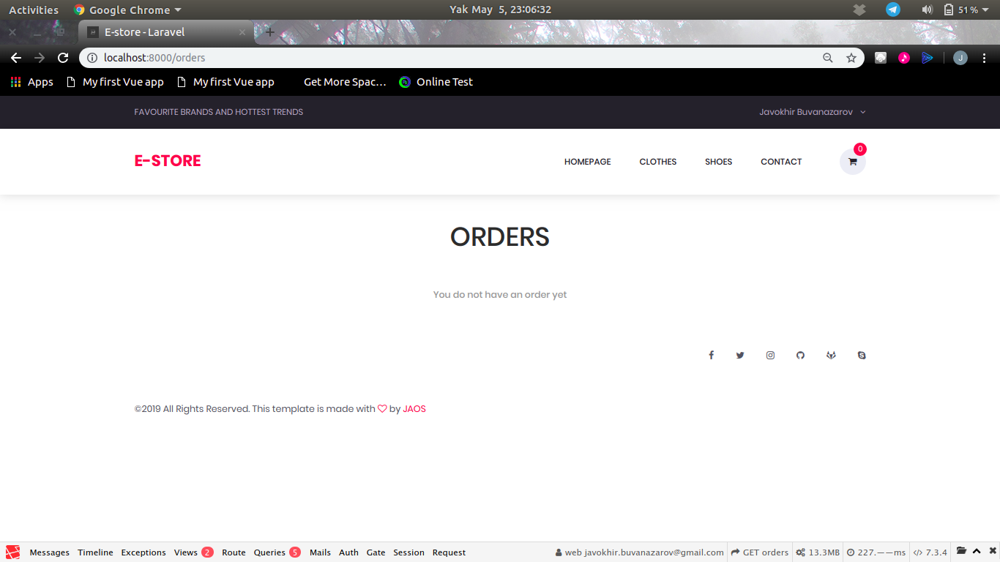 Activities Google Chrome Yak May 5, 23:06:32 51%
E-store - Laravel
localhost:8000/orders J
Apps My first Vue app My first Vue app Get More Spac... Online Test
FAVOURITE BRANDS AND HOTTEST TRENDS Javokhir Buvanazarov
E-STORE HOMEPAGE CLOTHES SHOES CONTACT 0
ORDERS
You do not have an order yet
©2019 All Rights Reserved. This template is made with ♡ by JAOS
Messages Timeline Exceptions Views 2 Route Queries 5 Mails Auth Gate Session Request web javokhir.buvanazarov@gmail.com GET orders 13.3MB 227.——ms 7.3.4